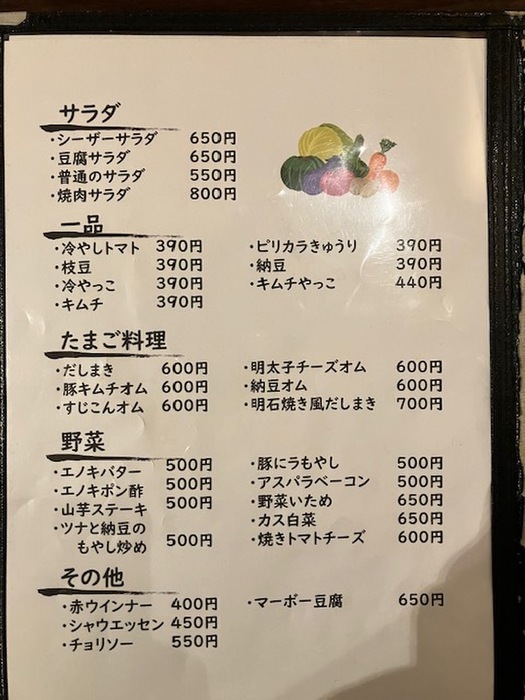 サラダ
・シーザーサラダ 650円
・豆腐サラダ 650円
・普通のサラダ 550円
・焼肉サラダ 800円
一品
・冷やしトマト 390円
・枝豆 390円
・冷やっこ 390円
・キムチ 390円
・ピリカラきゅうり 390円
・納豆 390円
・キムチやっこ 440円
たまご料理
・だしまき 600円
・豚キムチオム 600円
・すじこんオム 600円
・明太子チーズオム 600円
・納豆オム 600円
・明石焼き風だしまき 700円
野菜
・エノキバター 500円
・エノキポン酢 500円
・山芋ステーキ 500円
・ツナと納豆の
もやし炒め 500円
・豚にラもやし 500円
・アスパラベーコン 500円
・野菜いため 650円
・カス白菜 650円
・焼きトマトチーズ 600円
その他
・赤ウインナー 400円
・シャウエッセン 450円
・チョリソー 550円
・マーボー豆腐 650円